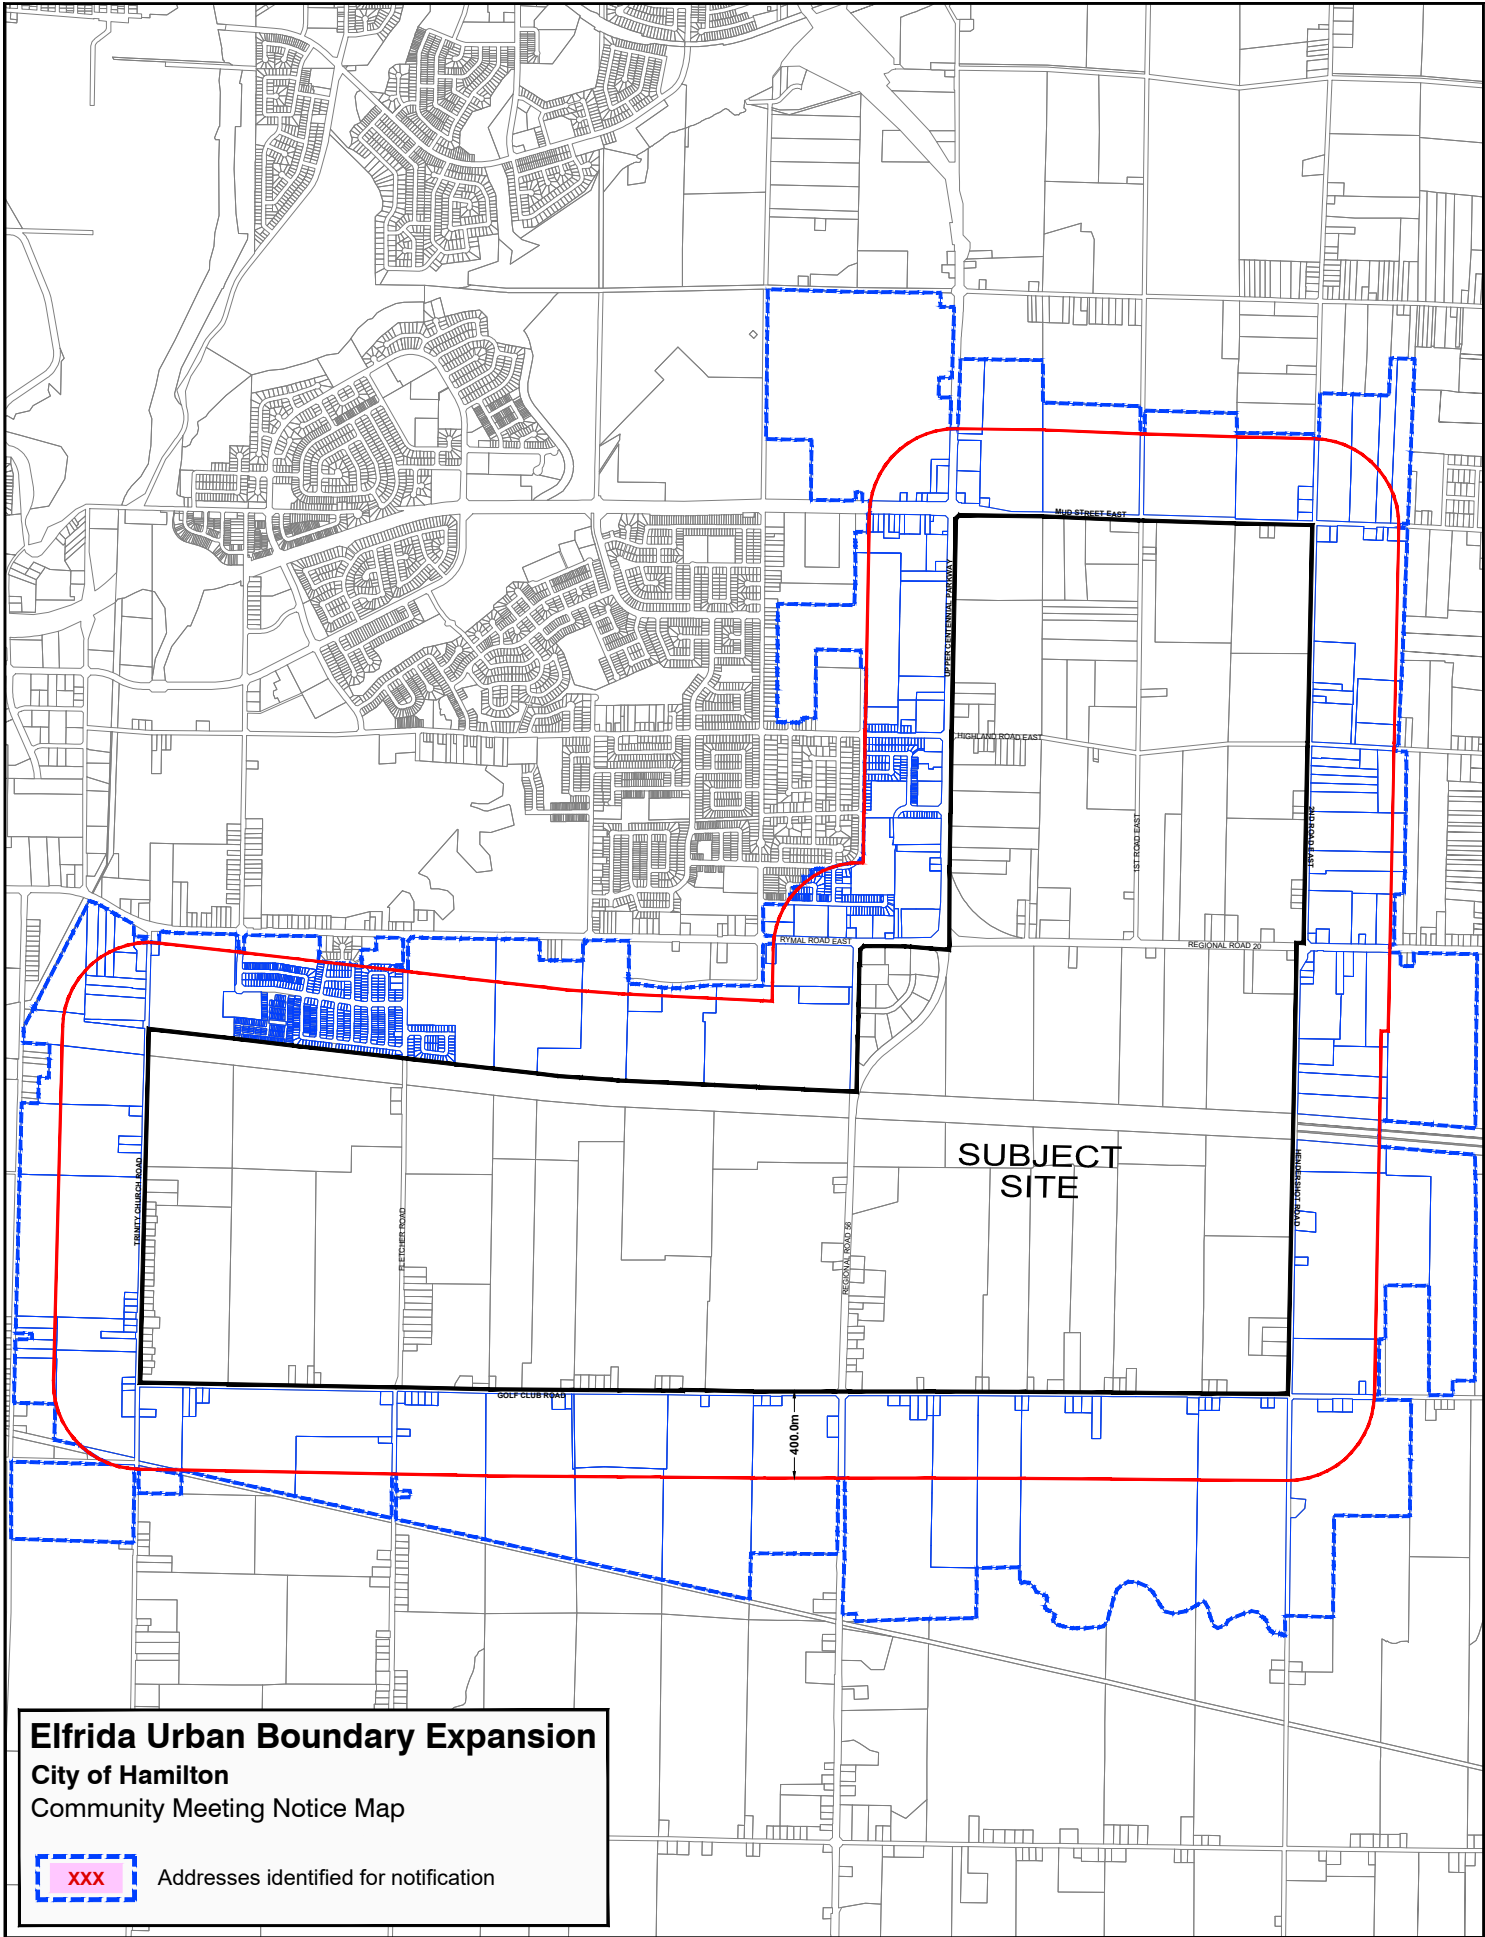 MUD STREET EAST
UPPER CENTENNIAL PARKWAY
HIGHLAND ROAD EAST
1ST ROAD EAST
2ND ROAD EAST
RYMAL ROAD EAST
REGIONAL ROAD 20
SUBJECT
SITE
TRINITY CHURCH ROAD
FLETCHER ROAD
REGIONAL ROAD 56
HENDERSHOT ROAD
GOLF CLUB ROAD
400.0m
Elfrida Urban Boundary Expansion
City of Hamilton
Community Meeting Notice Map
XXX Addresses identified for notification